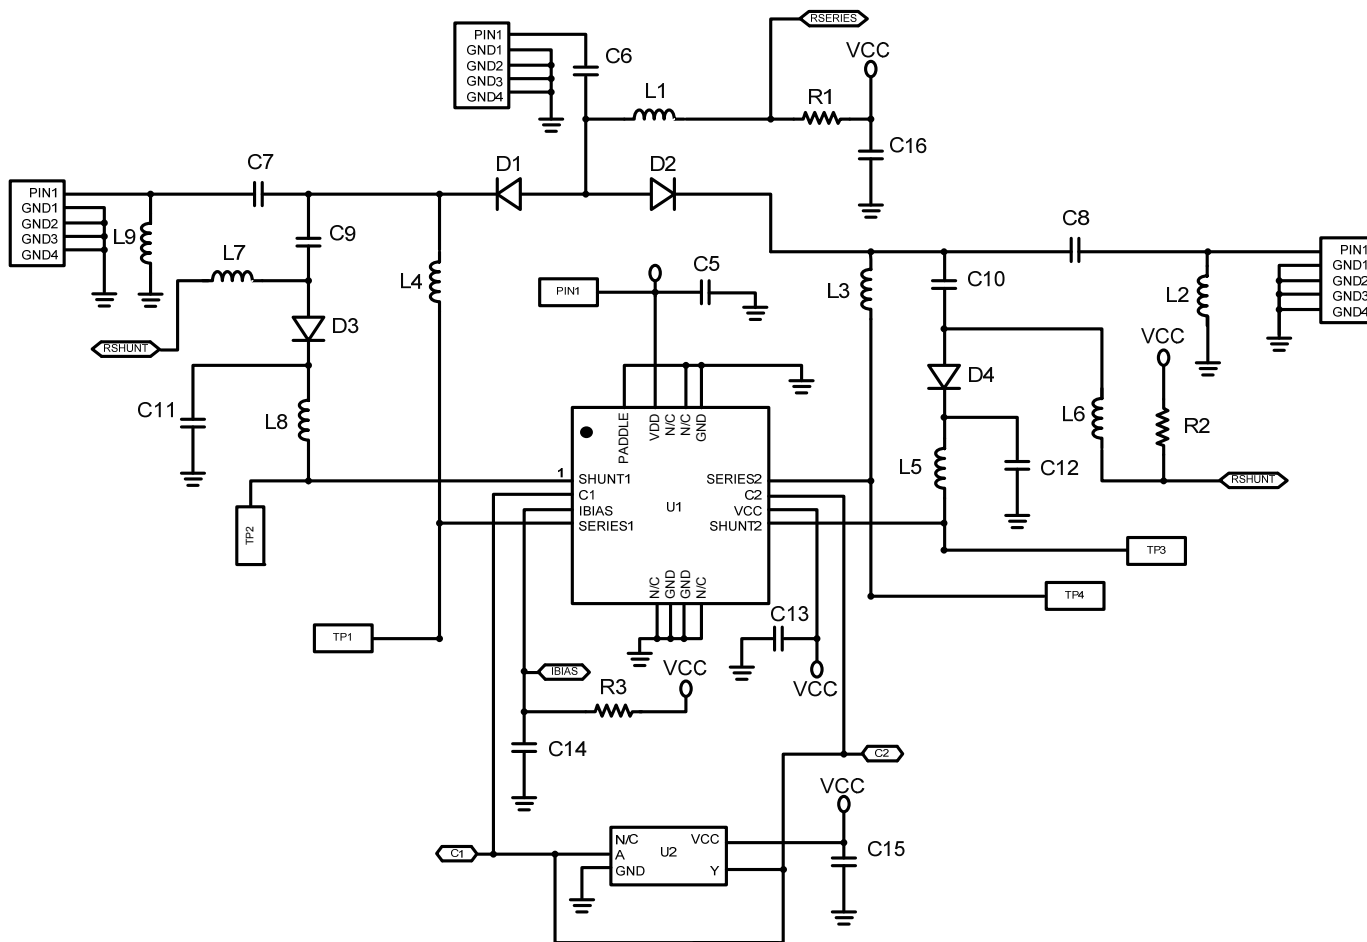 RSERIES
PIN1
GND1
GND2
GND3
GND4
C6
VCC
L1
R1
C16
C7
D1
D2
PIN1
GND1
GND2
GND3
GND4
L9
C9
L7
L4
C5
PIN1
L3
C10
C8
L2
PIN1
GND1
GND2
GND3
GND4
RSHUNT
D3
VCC
D4
C11
L8
L6
R2
PADDLE
VDD
N/C
N/C
GND
L5
C12
1
SHUNT1
C1
IBIAS
SERIES1
U1
SERIES2
C2
VCC
SHUNT2
RSHUNT
TP2
TP3
N/C
GND
GND
N/C
TP4
TP1
C13
IBIAS
VCC
VCC
R3
C14
C2
VCC
C1
N/C
A
GND
U2
VCC
Y
C15